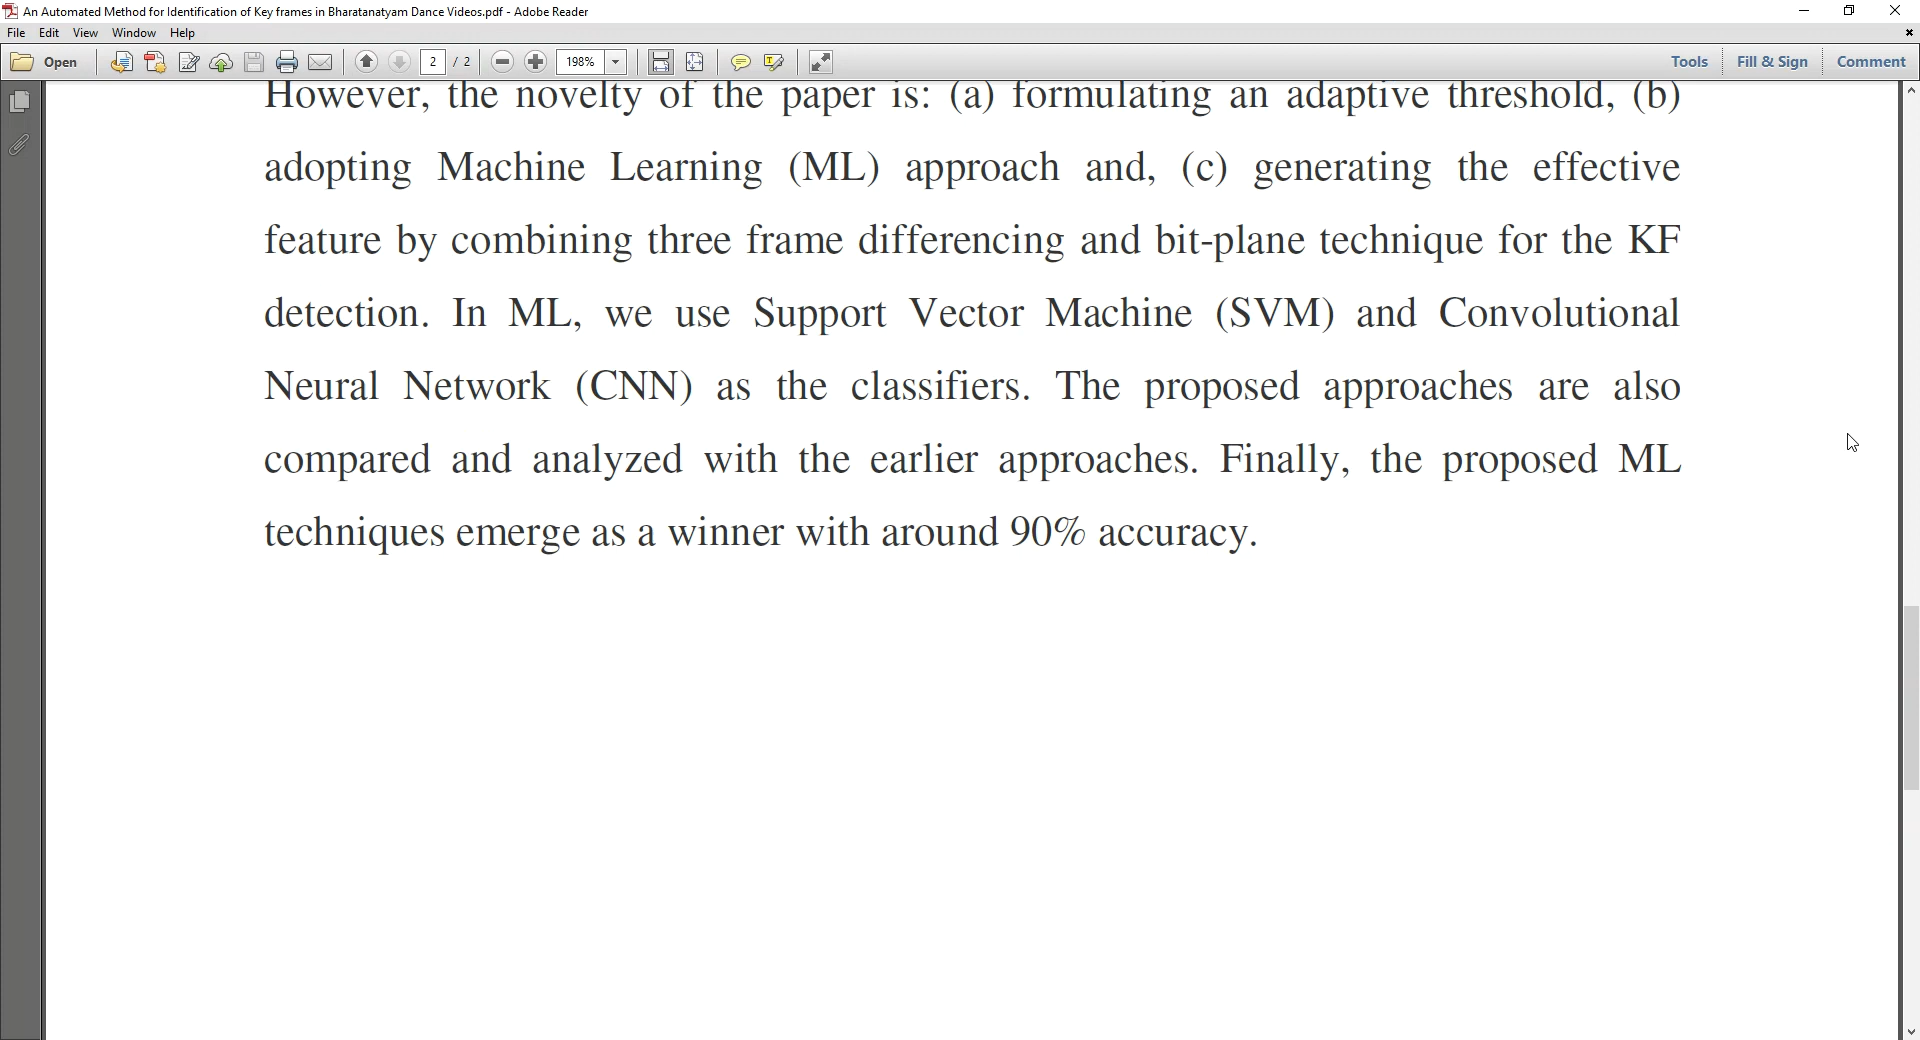 An Automated Method for Identification of Key frames in Bharatanatyam Dance Videos.pdf - Adobe Reader
File Edit View Window Help
Open 2 / 2 198% Tools Fill & Sign Comment
However, the novelty of the paper is: (a) formulating an adaptive threshold, (b)
adopting Machine Learning (ML) approach and, (c) generating the effective
feature by combining three frame differencing and bit-plane technique for the KF
detection. In ML, we use Support Vector Machine (SVM) and Convolutional
Neural Network (CNN) as the classifiers. The proposed approaches are also
compared and analyzed with the earlier approaches. Finally, the proposed ML
techniques emerge as a winner with around 90% accuracy.